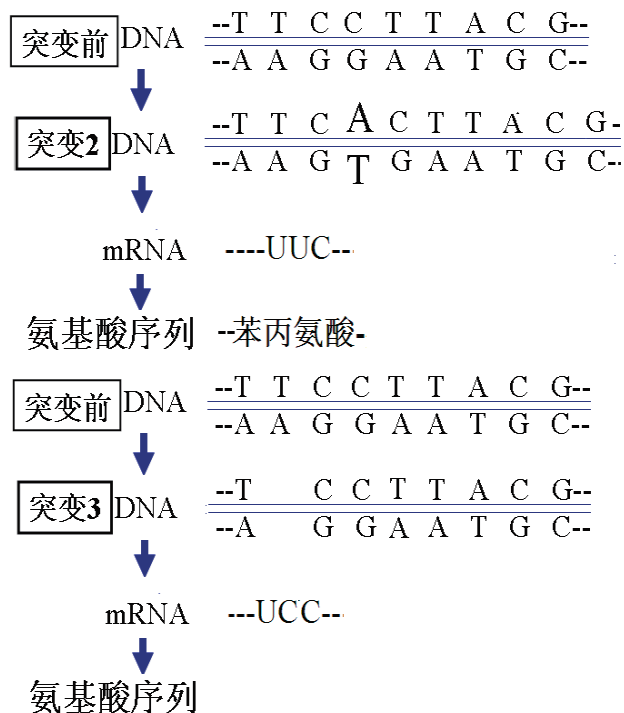 突变前 DNA --T T C C T T A C G--
--A A G G A A T G C--
突变2 DNA --T T C A C T T A C G-
--A A G T G A A T G C--
mRNA ----UUC--
氨基酸序列 --苯丙氨酸-
突变前 DNA --T T C C T T A C G--
--A A G G A A T G C--
突变3 DNA --T C C T T A C G--
--A G G A A T G C--
mRNA ---UCC--
氨基酸序列